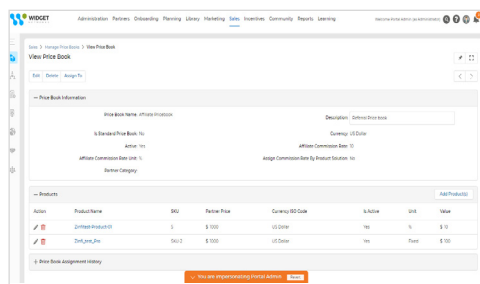 WIDGET
Administration Partners Onboarding Planning Library Marketing Sales Incentives Community Reports Learning
Sales > Manage Price Books > View Price Book
View Price Book
Edit Delete Assign To
— Price Book Information
Price Book Name: Affiliate Pricebook
Description: Deferred Price Book
Is Standard Price Book: No
Currency: US Dollar
Active: Yes
Affiliate Commission Rate: 10
Affiliate Commission Rate Unit: %
Assign Commission Rate By Product Solution: No
Partner Category:
— Products
Add Product(s)
Action Product Name SKU Partner Price Currency ISO Code Is Active Unit Value
$ 1000 US Dollar Yes % $ 10
Zinfi_test_Pro SKU 2 $ 1000 US Dollar Yes Fixed $ 100
+ Price Book Assignment History
You are impersonating Portal Admin Reset